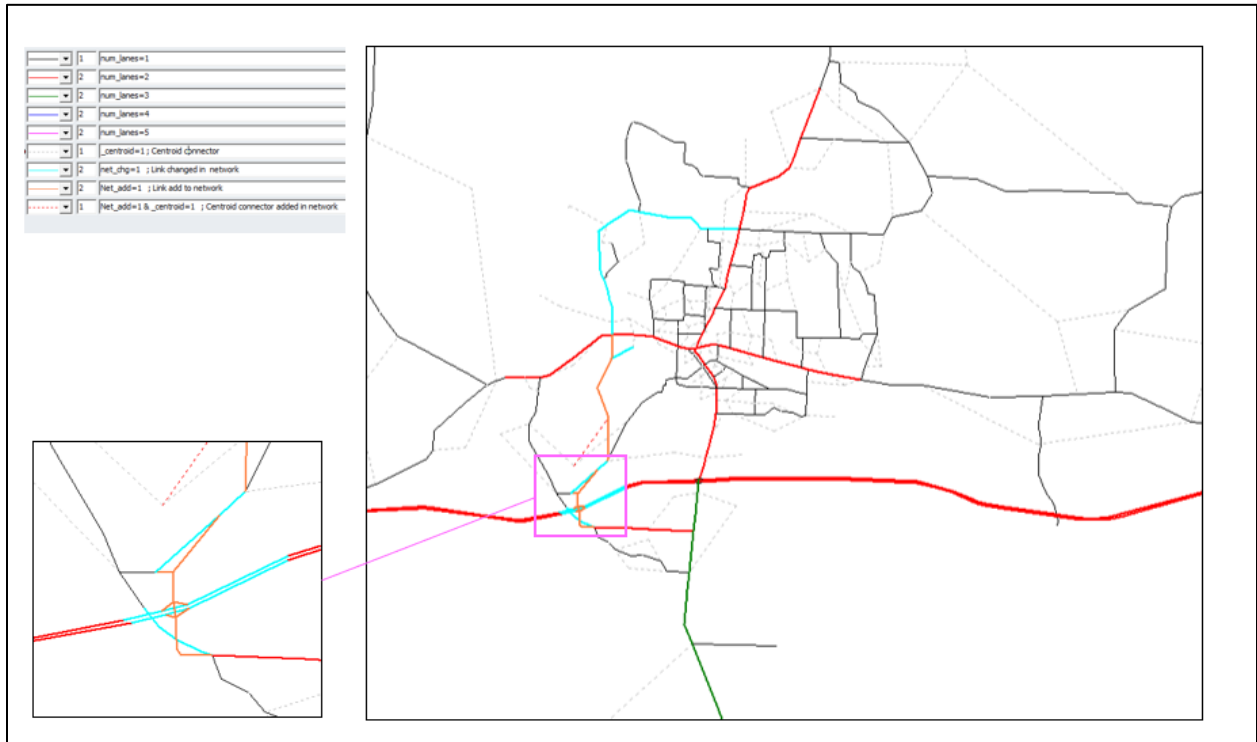 1 num_lanes=1
2 num_lanes=2
2 num_lanes=3
2 num_lanes=4
2 num_lanes=5
1 _centroid=1 ; Centroid connector
2 net_chg=1 ; Link changed in network
2 Net_add=1 ; Link add to network
1 Net_add=1 & _centroid=1 ; Centroid connector added in network